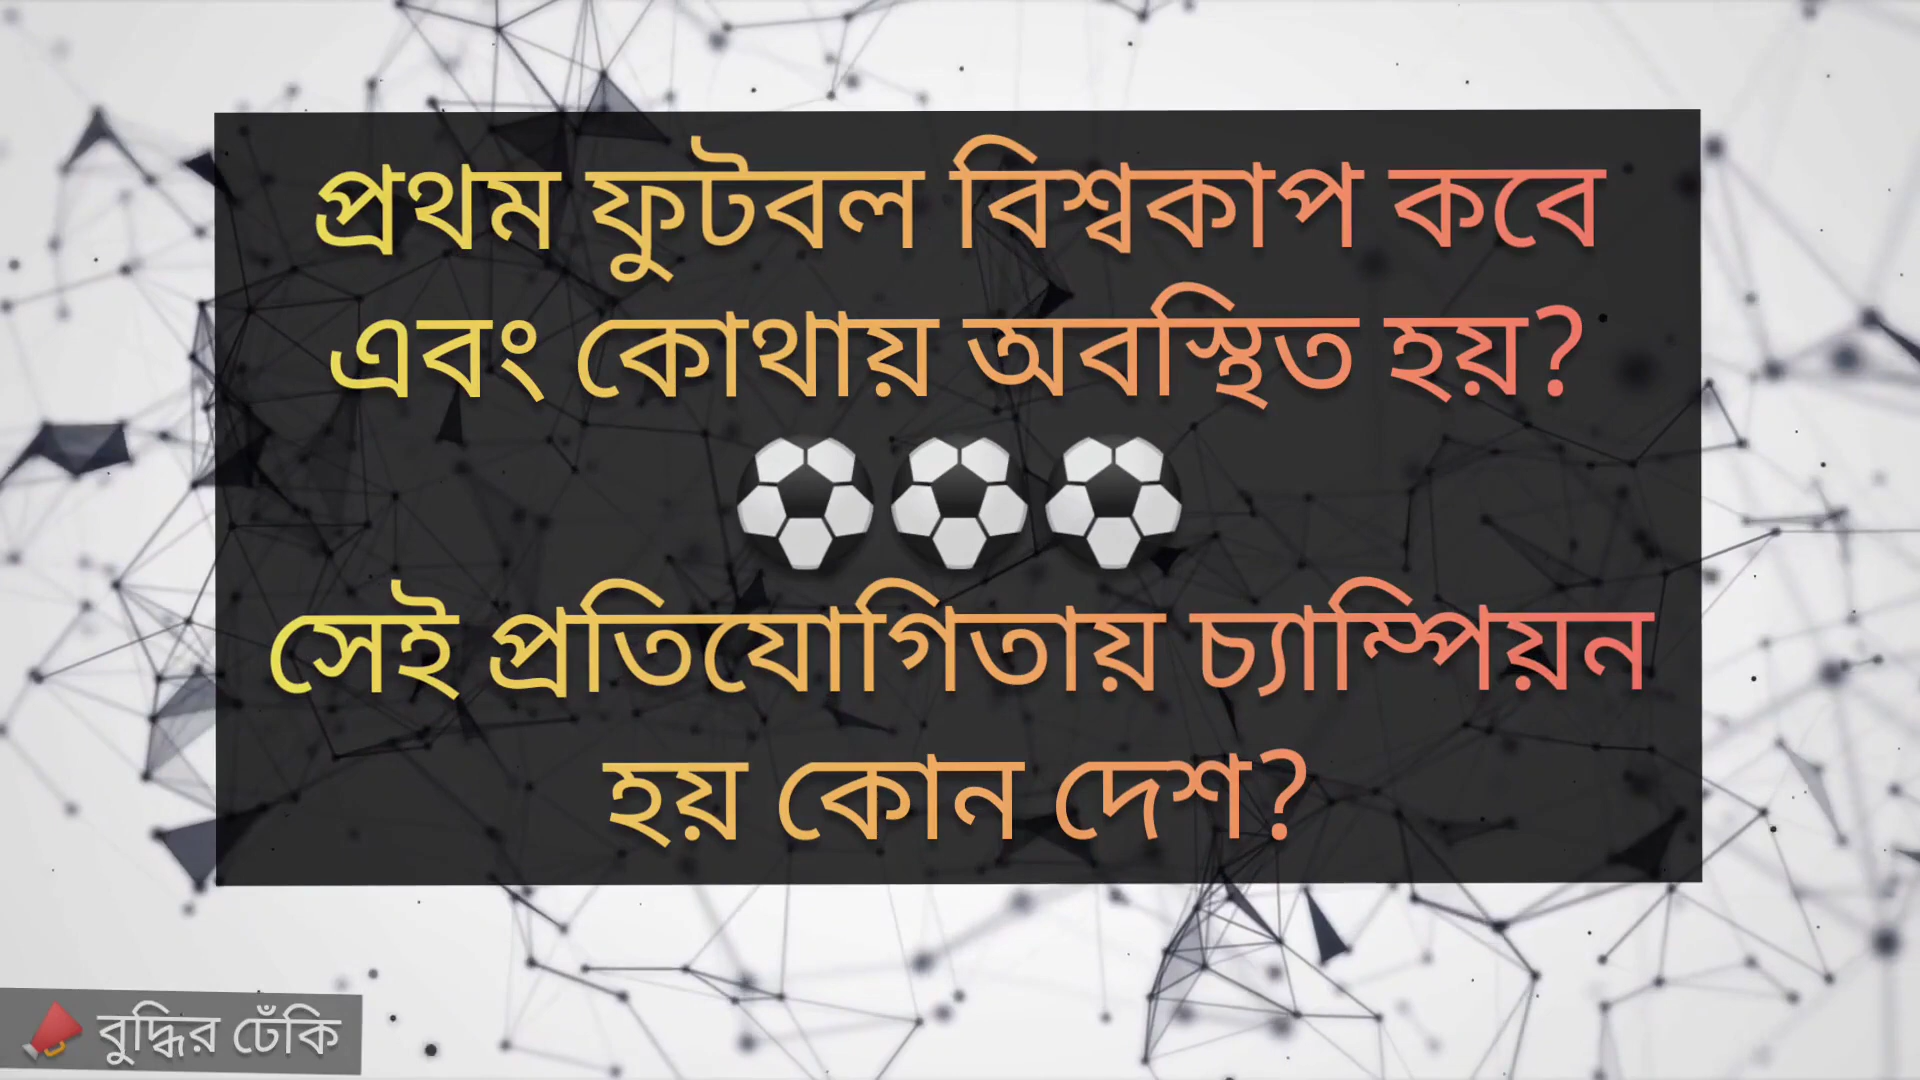 প্রথম ফুটবল বিশ্বকাপ কবে
এবং কোথায় অবস্থিত হয়?
⚽⚽⚽
সেই প্রতিযোগিতায় চ্যাম্পিয়ন
হয় কোন দেশ?
📣 বুদ্ধির ঢেঁকি